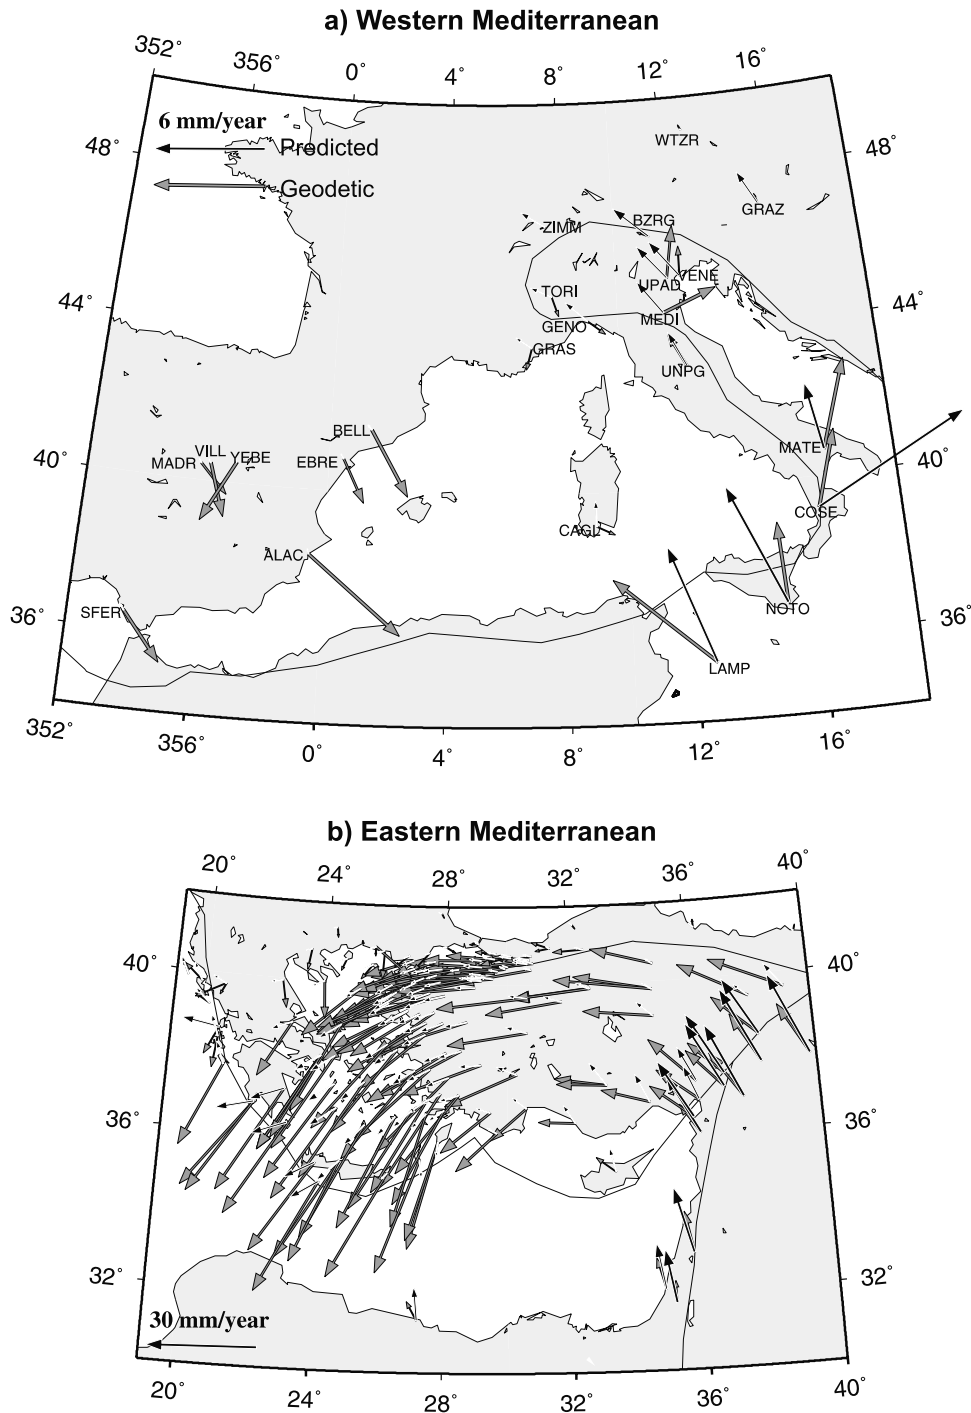 a) Western Mediterranean
352° 356° 0° 4° 8° 12° 16°
6 mm/year
Predicted
Geodetic
48° 48°
WTZR
GRAZ
BZRG
ZIMM
VENE
UPAD
TORI
44° 44°
MEDI
GENO
GRAS
UNPG
BELL
MATE
VILL
MADR YEBE
EBRE
40° 40°
COSE
CAGL
ALAC
NOTO
SFER
36° 36°
LAMP
352° 356° 0° 4° 8° 12° 16°
b) Eastern Mediterranean
20° 24° 28° 32° 36° 40°
40° 40°
36° 36°
32° 32°
30 mm/year
20° 24° 28° 32° 36° 40°